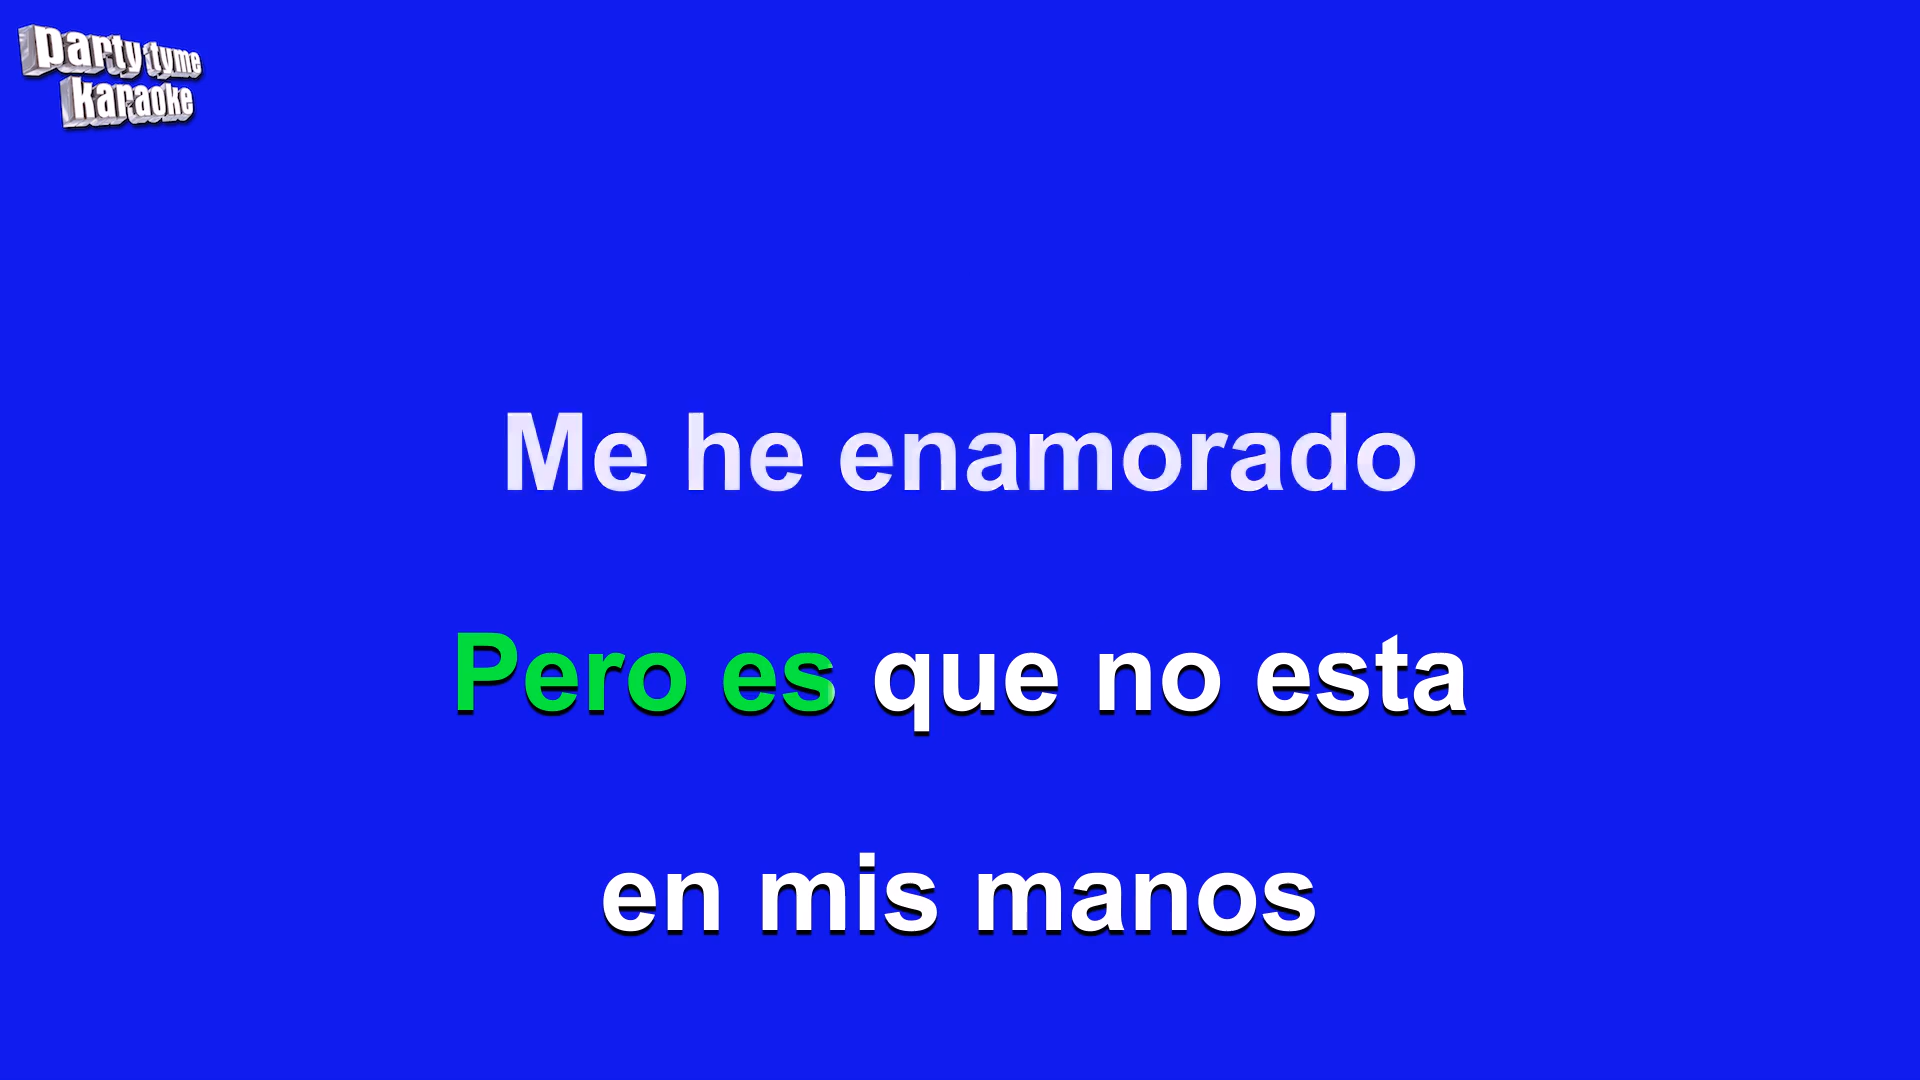 party tyme
karaoke
Me he enamorado
Pero es que no esta
en mis manos